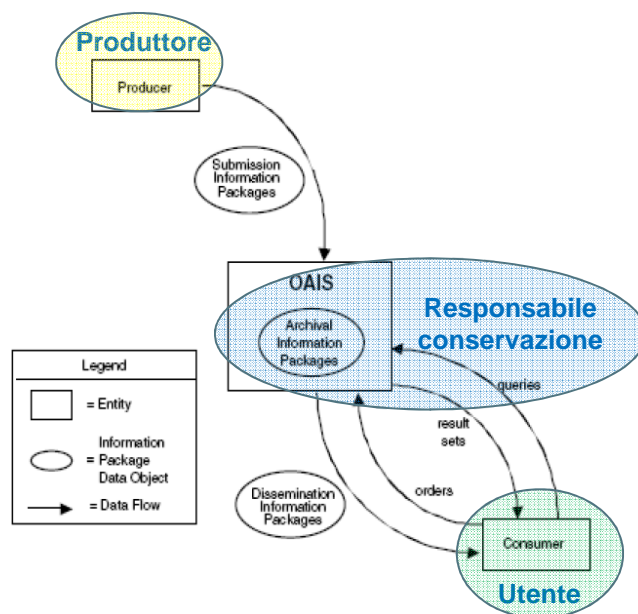 Produttore
Producer
Submission
Information
Packages
OAIS
Archival
Information
Packages
Responsabile
conservazione
queries
result
sets
orders
Dissemination
Information
Packages
Consumer
Utente
Legend
= Entity
Information
= Package
Data Object
= Data Flow